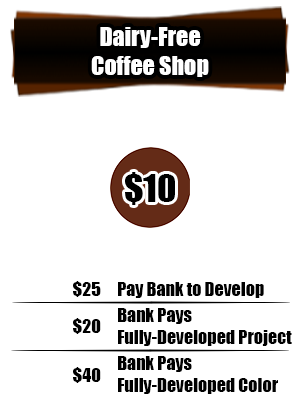 Dairy-Free
Coffee Shop
$10
$25 Pay Bank to Develop
$20 Bank Pays
Fully-Developed Project
$40 Bank Pays
Fully-Developed Color